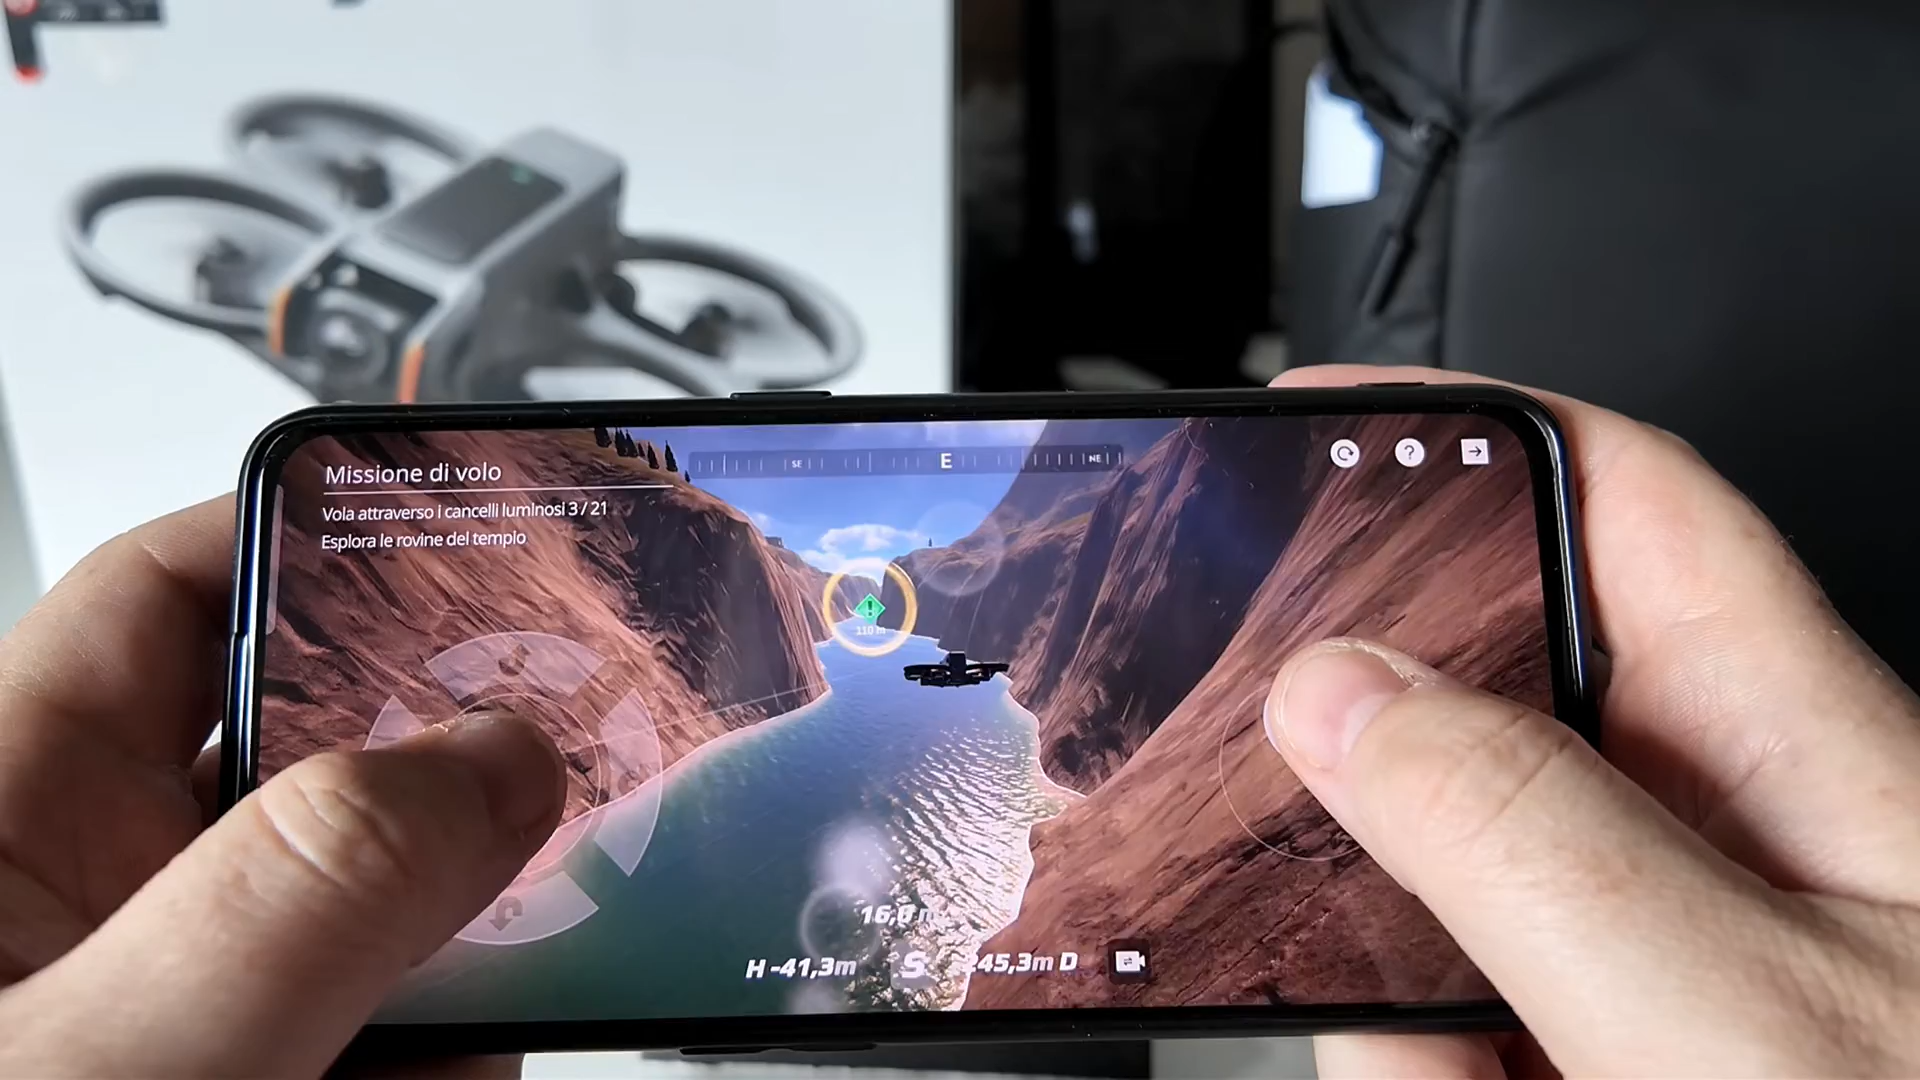 Missione di volo
SE E NE
Vola attraverso i cancelli luminosi 3 / 21
Esplora le rovine del tempio
110 m
16,0 m
H -41,3m S 245,3m D